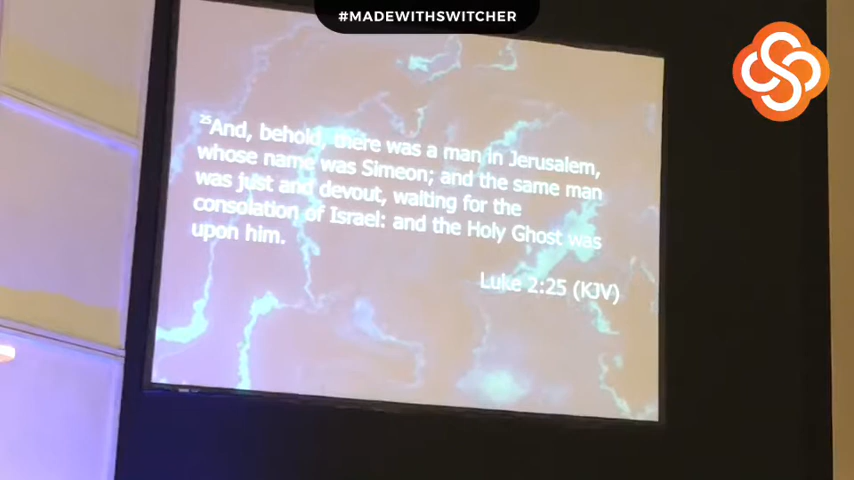 #MADEWITHSWITCHER
25And, behold, there was a man in Jerusalem,
whose name was Simeon; and the same man
was just and devout, waiting for the
consolation of Israel: and the Holy Ghost was
upon him.
Luke 2:25 (KJV)